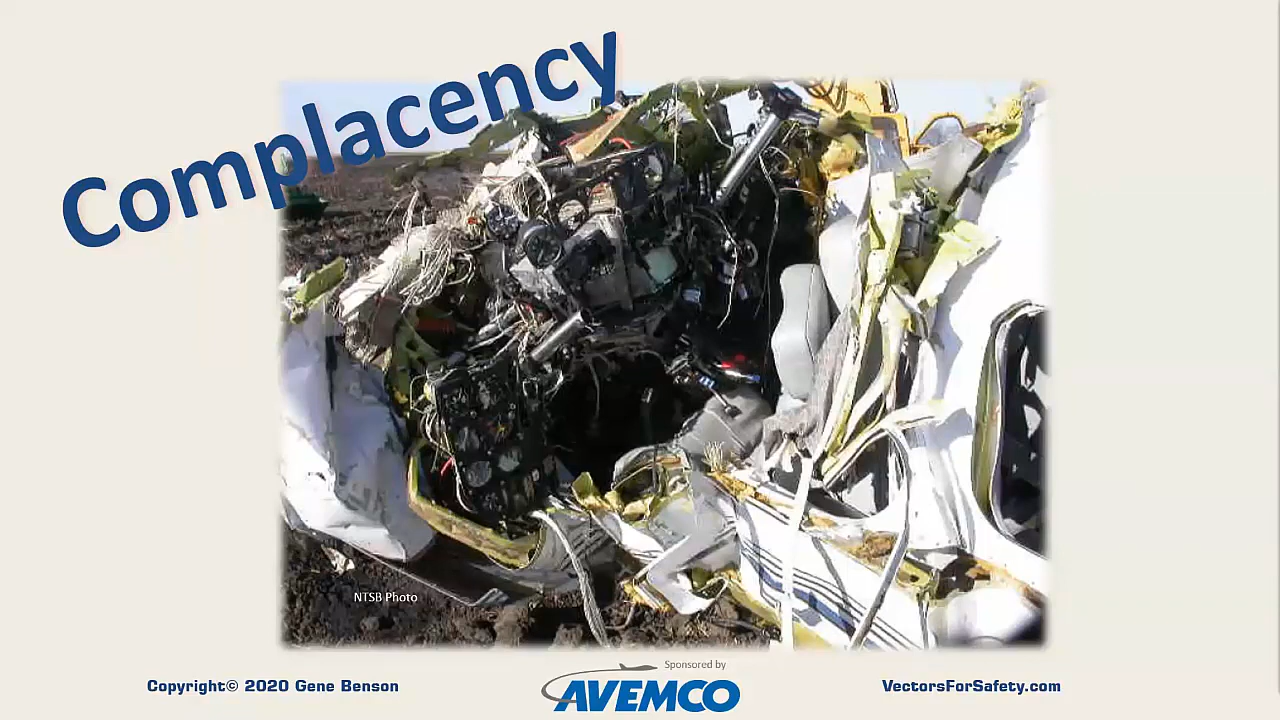 Complacency
NTSB Photo
Sponsored by
AVEMCO
Copyright© 2020 Gene Benson
VectorsForSafety.com